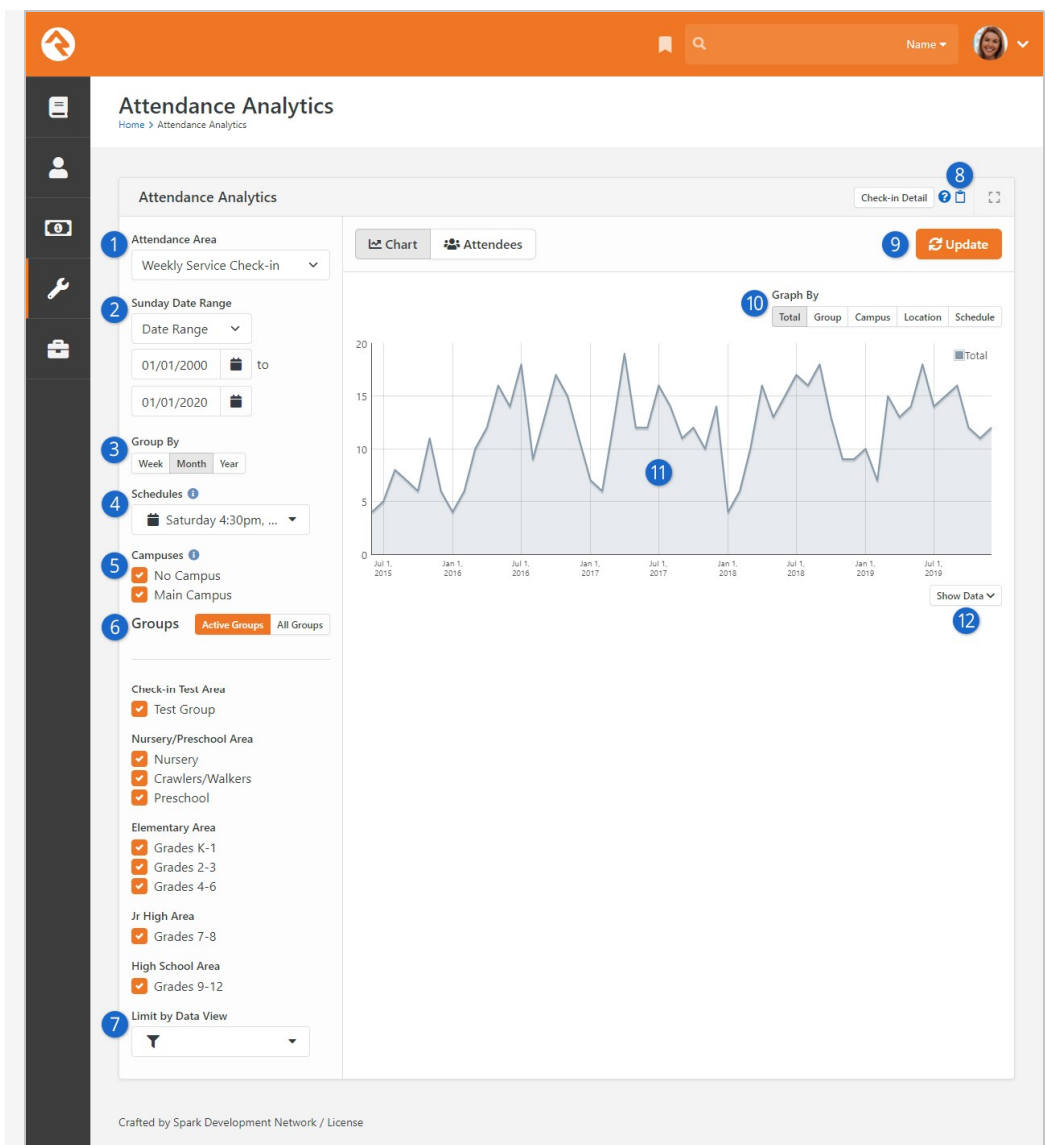 Name
Attendance Analytics
Home > Attendance Analytics
8
Attendance Analytics
Check-in Detail
1
Attendance Area
Weekly Service Check-in
Chart
Attendees
9
Update
2
Sunday Date Range
Date Range
01/01/2000 to
01/01/2020
10
Graph By
Total Group Campus Location Schedule
3
Group By
Week Month Year
4
Schedules
Saturday 4:30pm, ...
5
Campuses
No Campus
Main Campus
6
Groups
Active Groups All Groups
Check-in Test Area
Test Group
Nursery/Preschool Area
Nursery
Crawlers/Walkers
Preschool
Elementary Area
Grades K-1
Grades 2-3
Grades 4-6
Jr High Area
Grades 7-8
High School Area
Grades 9-12
7
Limit by Data View
20
15
10
5
0
Total
11
Jul 1, 2015
Jan 1, 2016
Jul 1, 2016
Jan 1, 2017
Jul 1, 2017
Jan 1, 2018
Jul 1, 2018
Jan 1, 2019
Jul 1, 2019
Show Data
12
Crafted by Spark Development Network / License